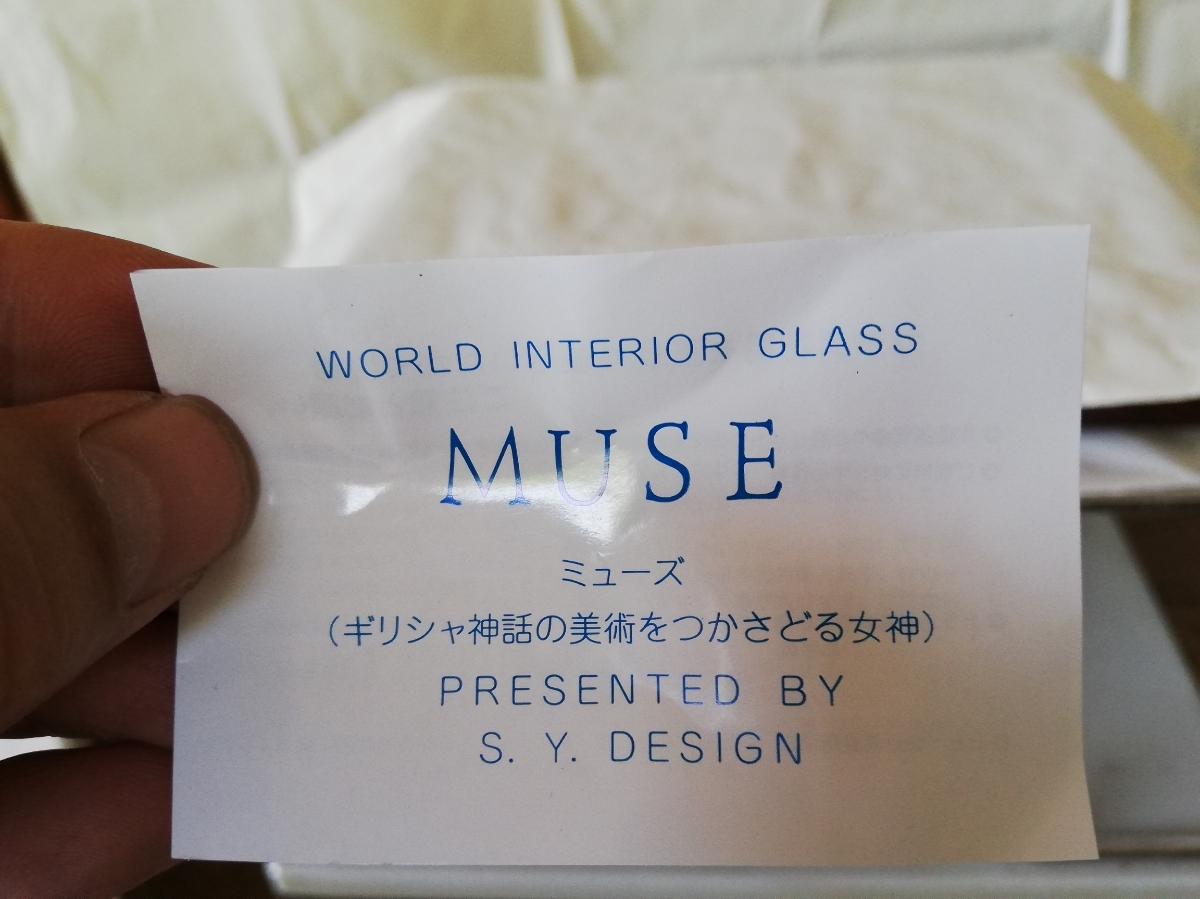 WORLD INTERIOR GLASS
MUSE
ミューズ
（ギリシャ神話の美術をつかさどる女神）
PRESENTED BY
S. Y. DESIGN